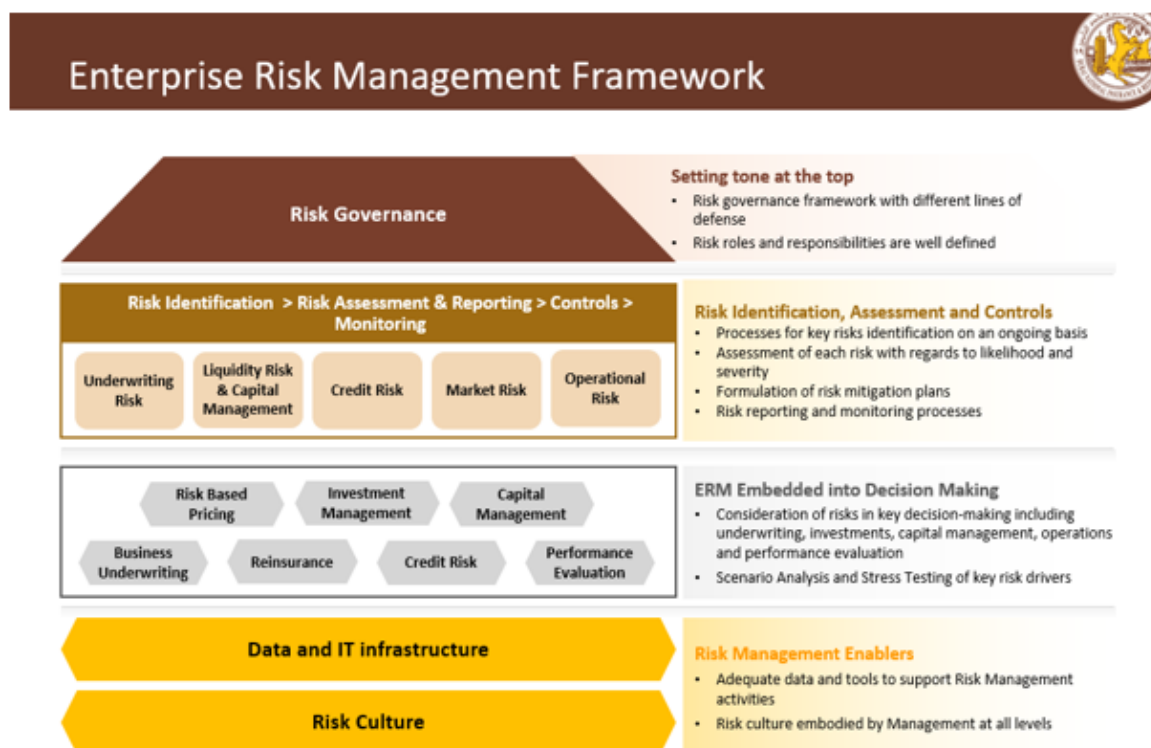 Enterprise Risk Management Framework
Risk Governance
Setting tone at the top
• Risk governance framework with different lines of
defense
• Risk roles and responsibilities are well defined
Risk Identification > Risk Assessment & Reporting > Controls >
Monitoring
Underwriting
Risk
Liquidity Risk
& Capital
Management
Credit Risk
Market Risk
Operational
Risk
Risk Identification, Assessment and Controls
• Processes for key risks identification on an ongoing basis
• Assessment of each risk with regards to likelihood and
severity
• Formulation of risk mitigation plans
• Risk reporting and monitoring processes
Risk Based
Pricing
Investment
Management
Capital
Management
Business
Underwriting
Reinsurance
Credit Risk
Performance
Evaluation
ERM Embedded into Decision Making
• Consideration of risks in key decision-making including
underwriting, investments, capital management, operations
and performance evaluation
• Scenario Analysis and Stress Testing of key risk drivers
Data and IT infrastructure
Risk Culture
Risk Management Enablers
• Adequate data and tools to support Risk Management
activities
• Risk culture embodied by Management at all levels